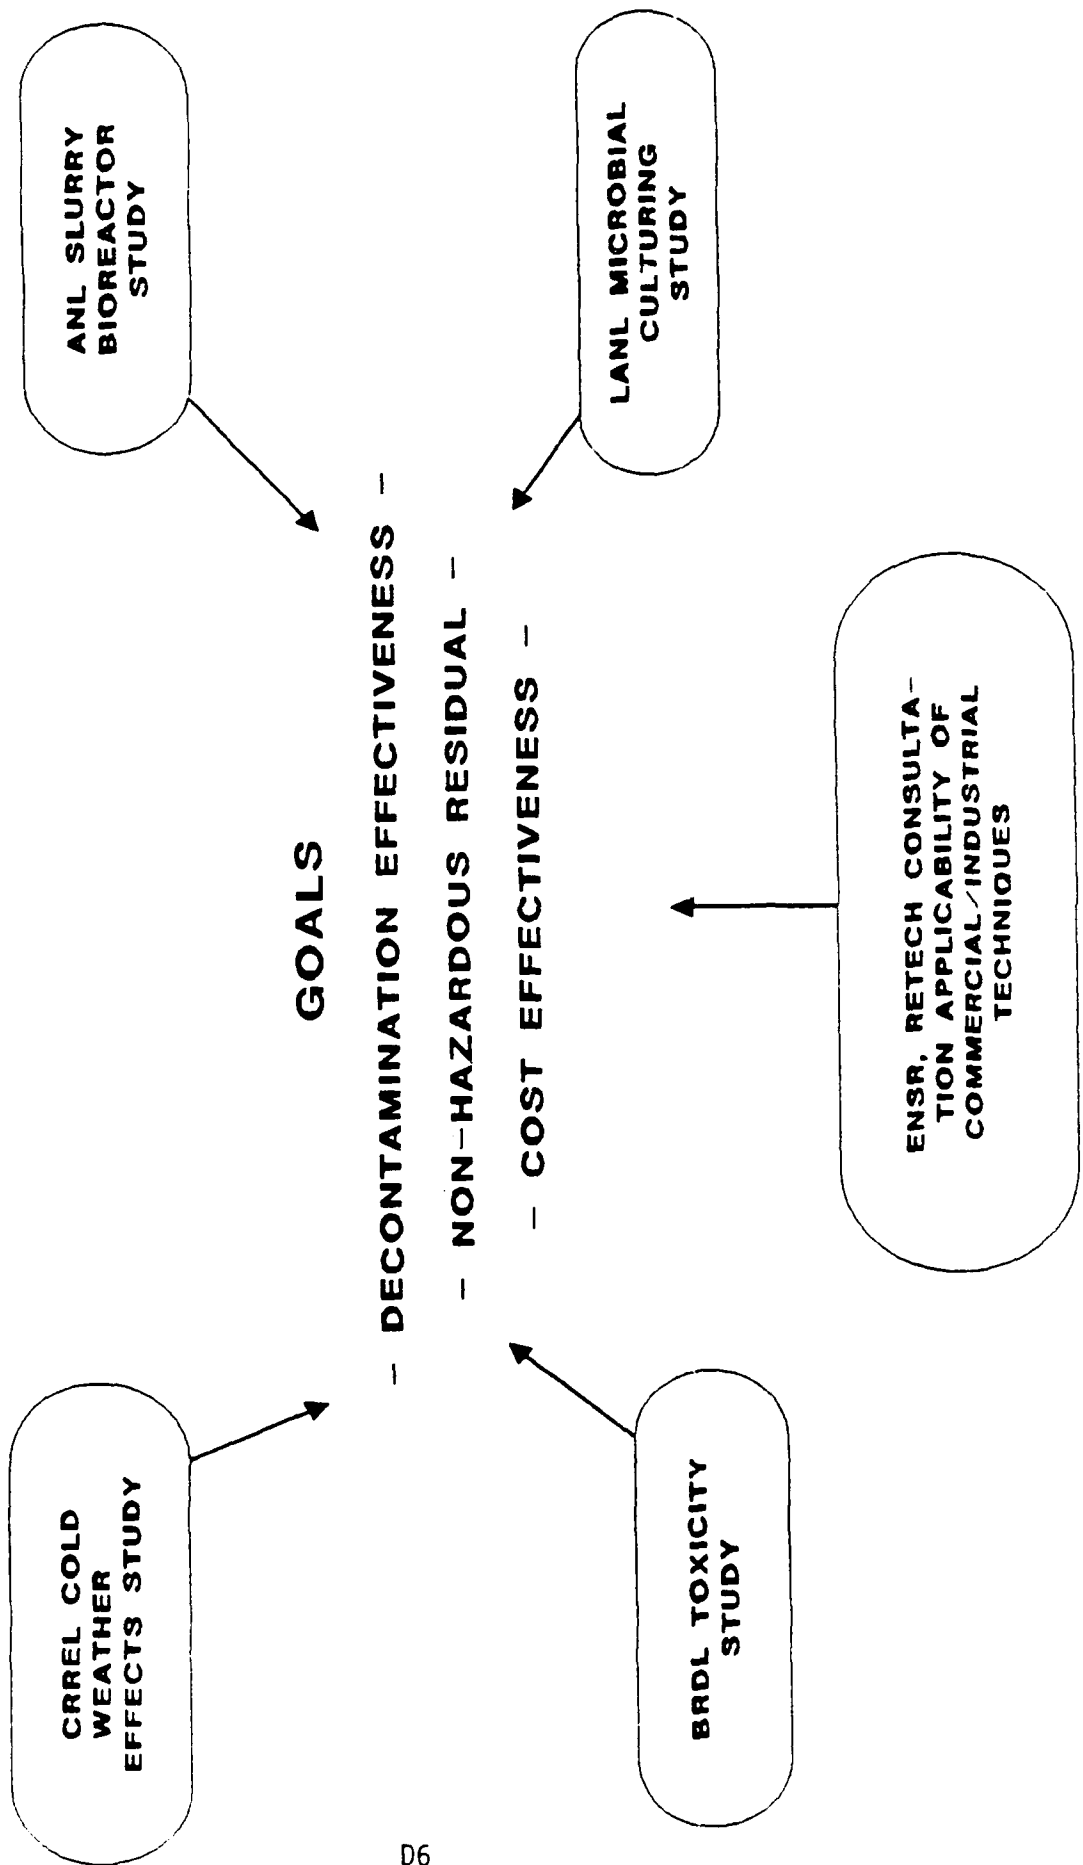 CRREL COLD
WEATHER
EFFECTS STUDY
ANL SLURRY
BIOREACTOR
STUDY
GOALS
- DECONTAMINATION EFFECTIVENESS -
- NON-HAZARDOUS RESIDUAL -
- COST EFFECTIVENESS -
BRDL TOXICITY
STUDY
LANL MICROBIAL
CULTURING
STUDY
ENSR, RETECH CONSULTA-
TION APPLICABILITY OF
COMMERCIAL/INDUSTRIAL
TECHNIQUES
D6